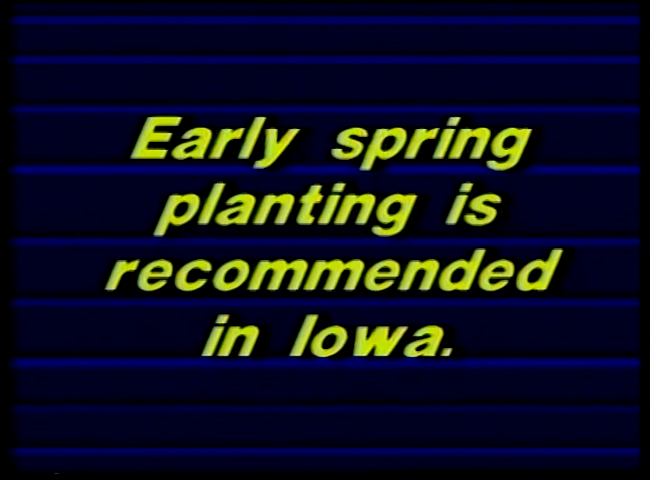 Early spring
planting is
recommended
in Iowa.